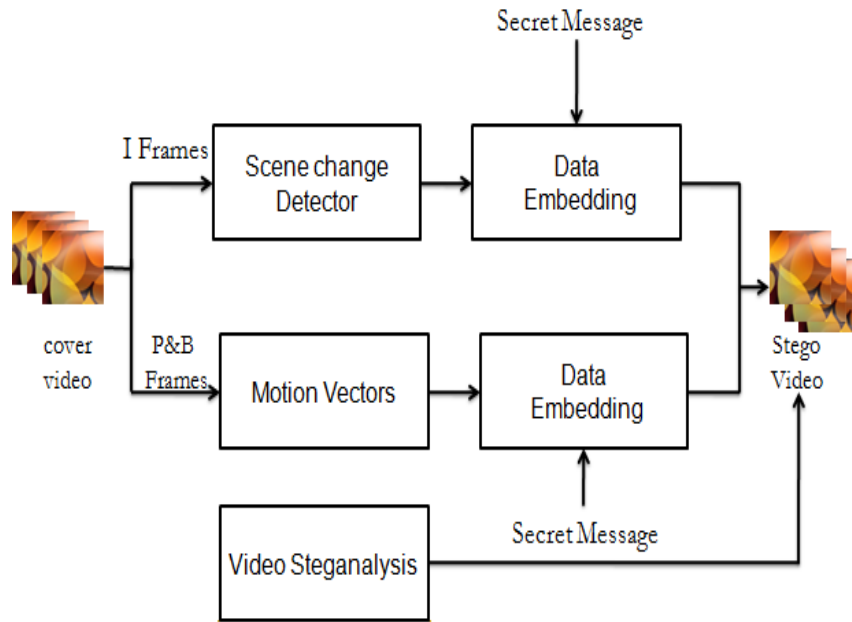 Secret Message
I Frames
Scene change
Detector
Data
Embedding
cover
video
P&B
Frames
Motion Vectors
Data
Embedding
Stego
Video
Secret Message
Video Steganalysis